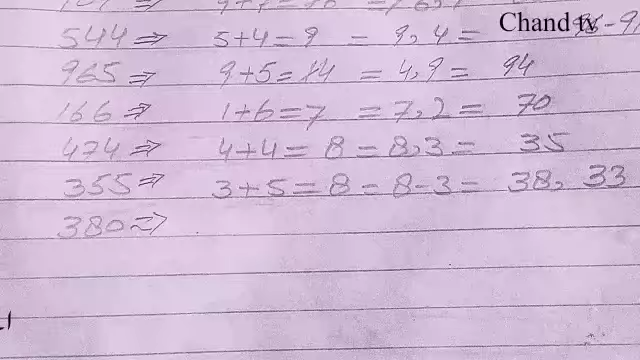 544 ⇒ 5+4 = 9 = 9,4 = Chand tv
965 ⇒ 9+5 = 14 = 4,9 = 94
166 ⇒ 1+6 = 7 = 7,2 = 70
474 ⇒ 4+4 = 8 = 8,3 = 35
355 ⇒ 3+5 = 8 = 8-3 = 38, 33
380 ⇒